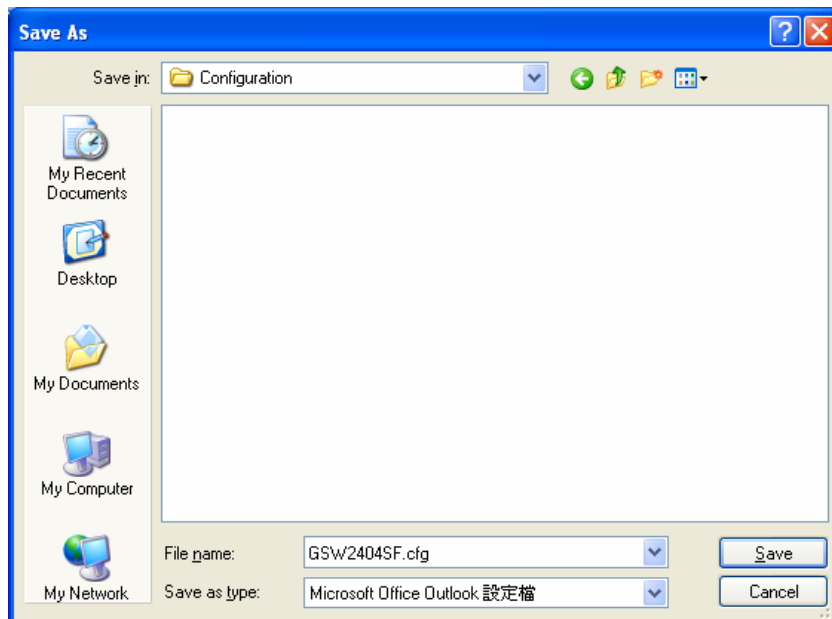 Save As
Save in:
Configuration
My Recent
Documents
Desktop
My Documents
My Computer
My Network
File name:
GSW2404SF.cfg
Save
Save as type:
Microsoft Office Outlook 設定檔
Cancel